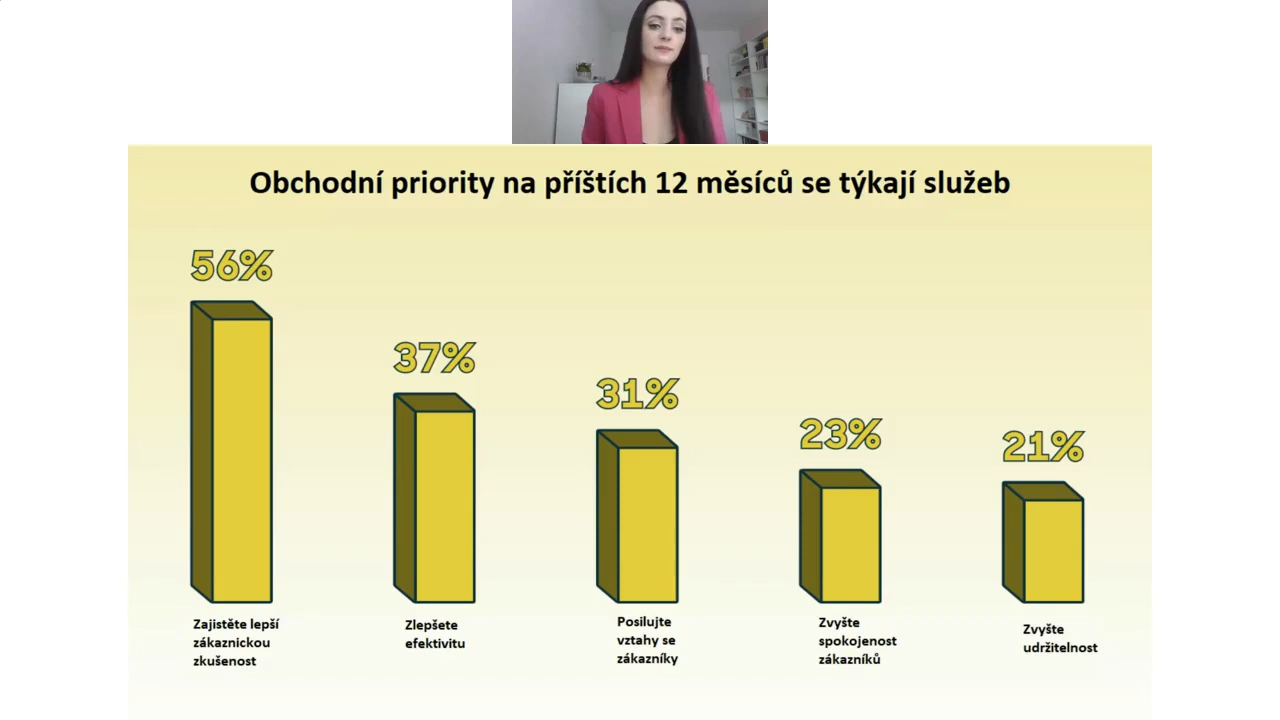 Obchodní priority na příštích 12 měsíců se týkají služeb
56%
37%
31%
23%
21%
Zajistěte lepší
zákaznickou
zkušenost
Zlepšete
efektivitu
Posilujte
vztahy se
zákazníky
Zvyšte
spokojenost
zákazníků
Zvyšte
udržitelnost